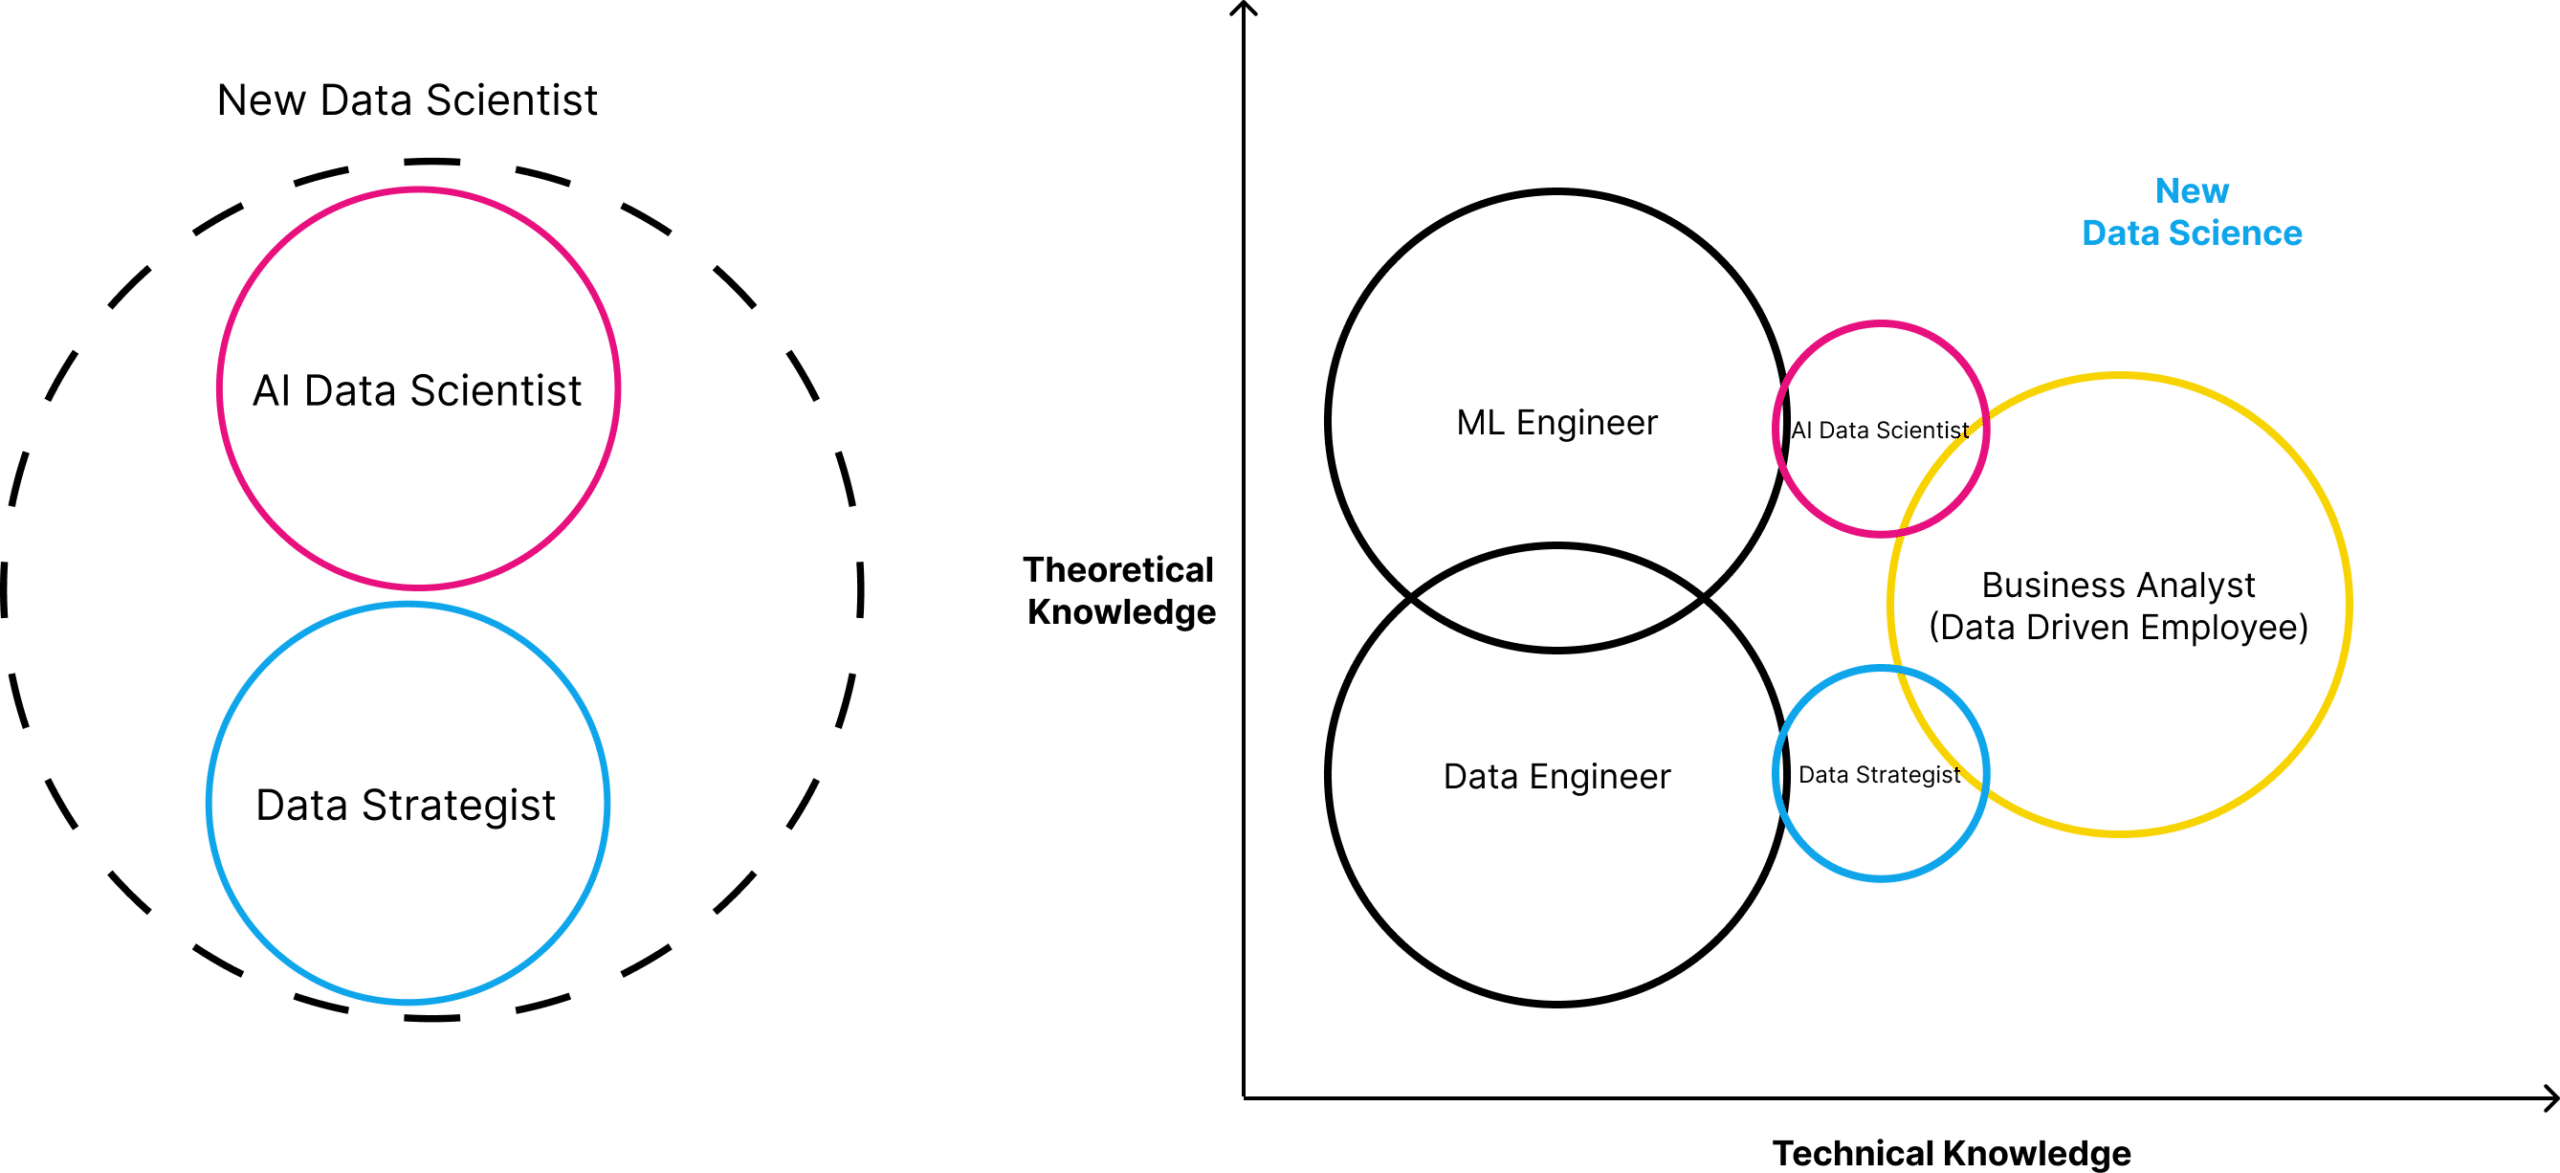 New Data Scientist
AI Data Scientist
Data Strategist
New
Data Science
ML Engineer
AI Data Scientist
Theoretical
Knowledge
Business Analyst
(Data Driven Employee)
Data Engineer
Data Strategist
Technical Knowledge